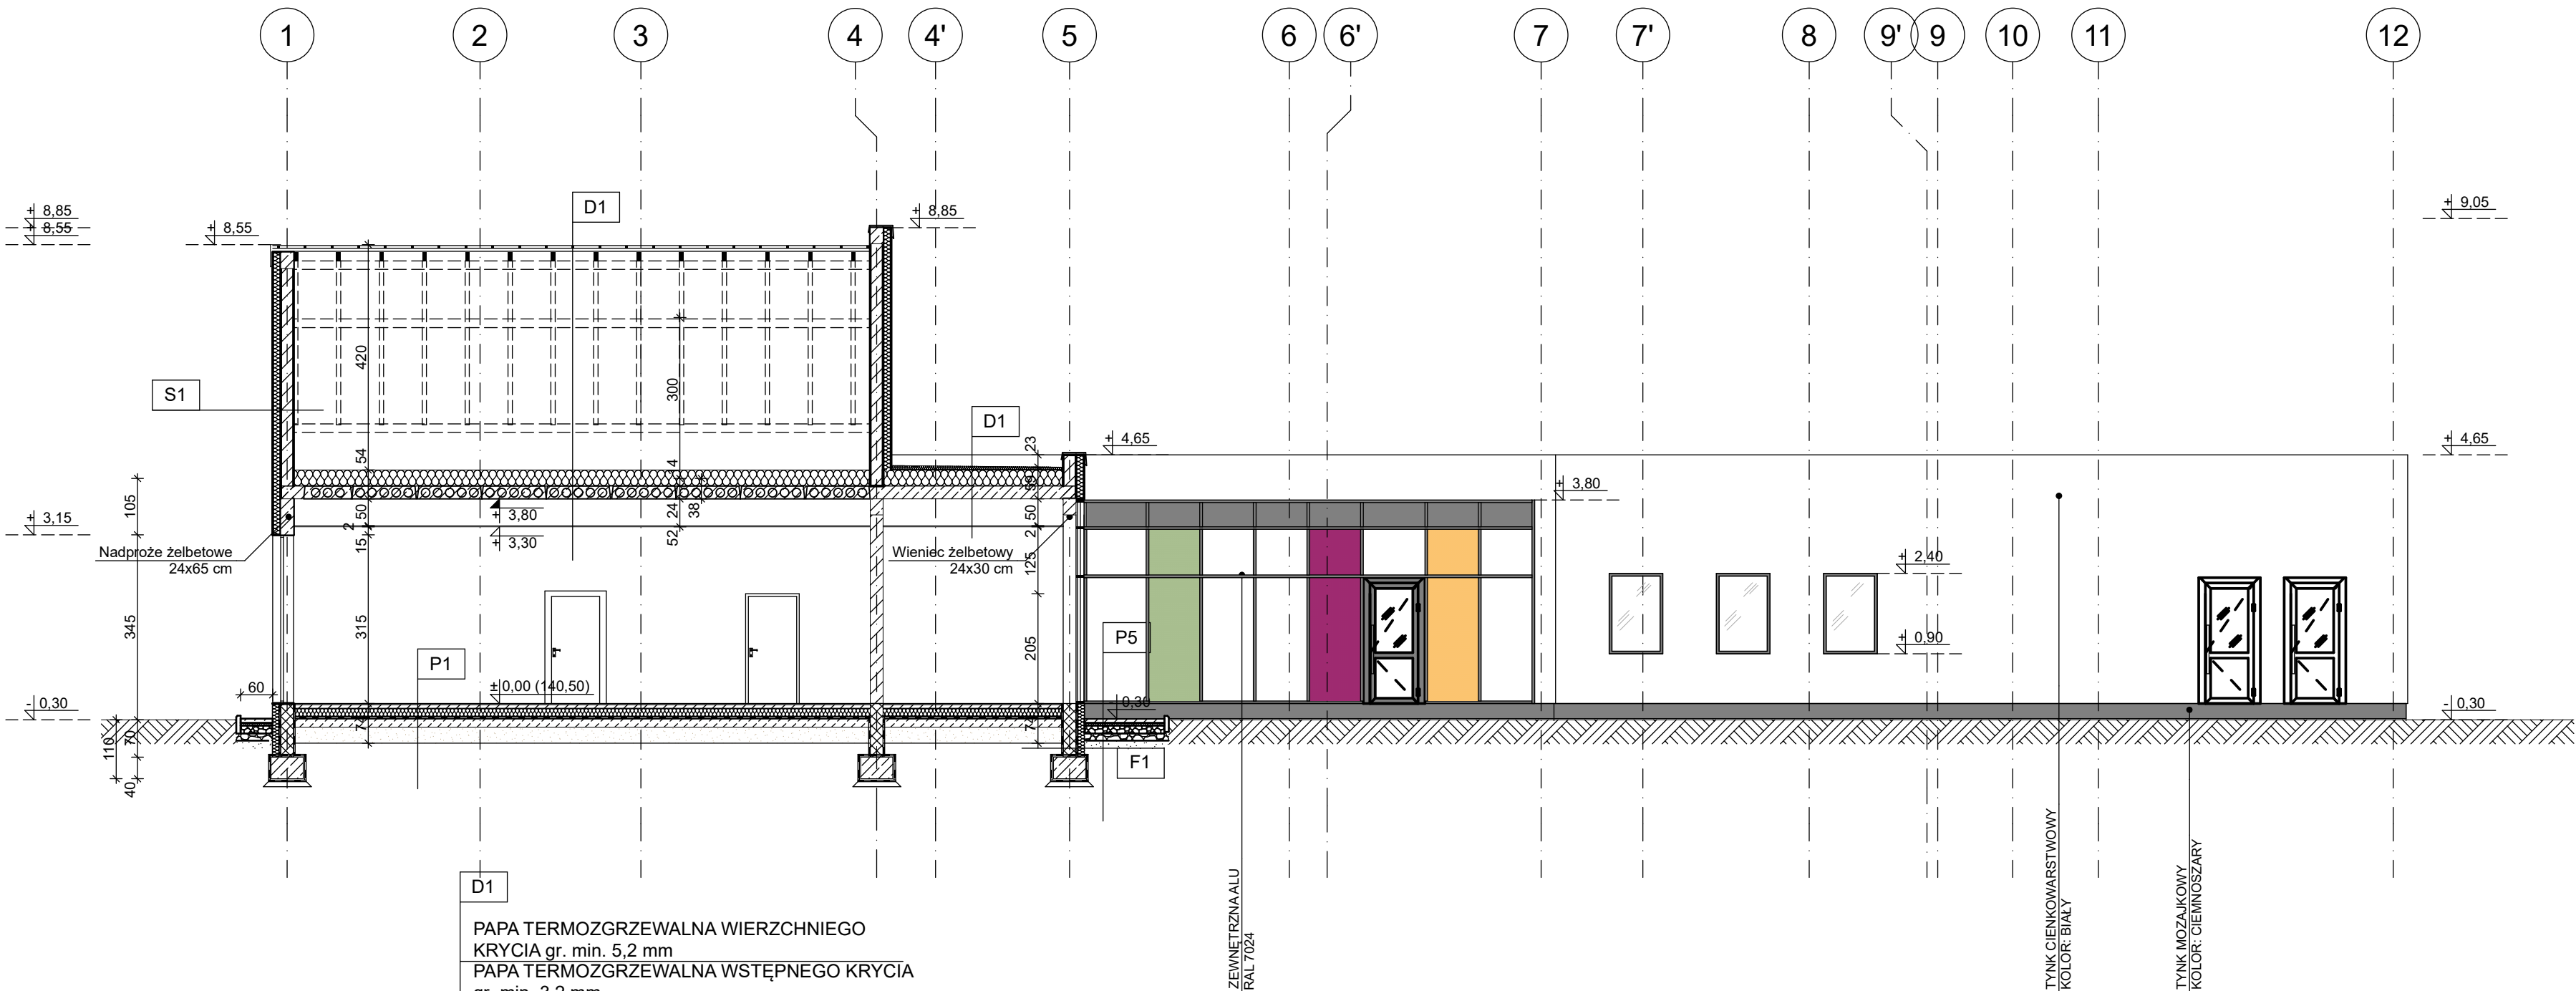 1
2
3
4
4'
5
6
6'
7
7'
8
9'
9
10
11
12
+ 8,85
+ 8,55
+ 8,55
D1
+ 8,85
+ 9,05
420
300
S1
D1
23
+ 4,65
+ 4,65
54
105
50
24
38
50
+ 3,80
+ 3,80
+ 3,15
2
15
52
2
+ 3,30
Nadproże żelbetowe
24x65 cm
Wieniec żelbetowy
24x30 cm
125
+ 2,40
345
315
205
P5
+ 0,90
P1
60
± 0,00 (140,50)
- 0,30
- 0,30
- 0,30
110
70
74
74
40
F1
D1
PAPA TERMOZGRZEWALNA WIERZCHNIEGO
KRYCIA gr. min. 5,2 mm
PAPA TERMOZGRZEWALNA WSTĘPNEGO KRYCIA
gr. min. 3,2 mm
ZEWNĘTRZNA ALU
RAL 7024
TYNK CIENKOWARSTWOWY
KOLOR: BIAŁY
TYNK MOZAJKOWY
KOLOR: CIEMNOSZARY